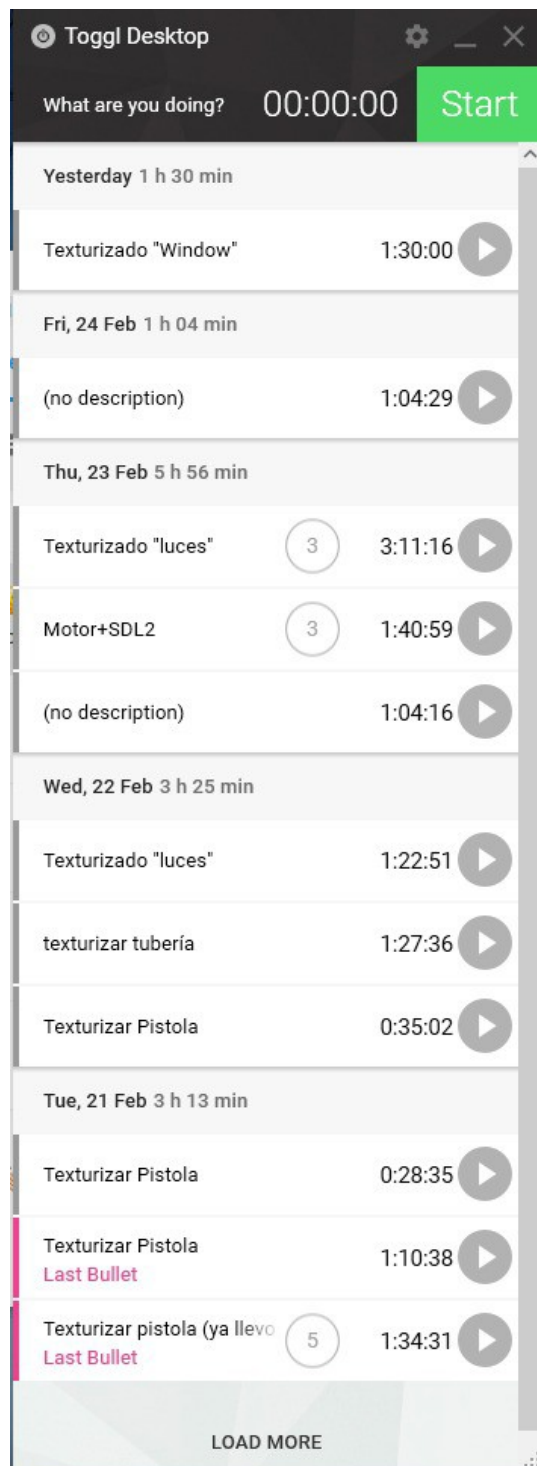 Toggl Desktop
What are you doing? 00:00:00 Start
Yesterday 1 h 30 min
Texturizado "Window" 1:30:00
Fri, 24 Feb 1 h 04 min
(no description) 1:04:29
Thu, 23 Feb 5 h 56 min
Texturizado "luces" 3 3:11:16
Motor+SDL2 3 1:40:59
(no description) 1:04:16
Wed, 22 Feb 3 h 25 min
Texturizado "luces" 1:22:51
texturizar tubería 1:27:36
Texturizar Pistola 0:35:02
Tue, 21 Feb 3 h 13 min
Texturizar Pistola 0:28:35
Texturizar Pistola 1:10:38
Last Bullet
Texturizar pistola (ya llevo 5 1:34:31
Last Bullet
LOAD MORE